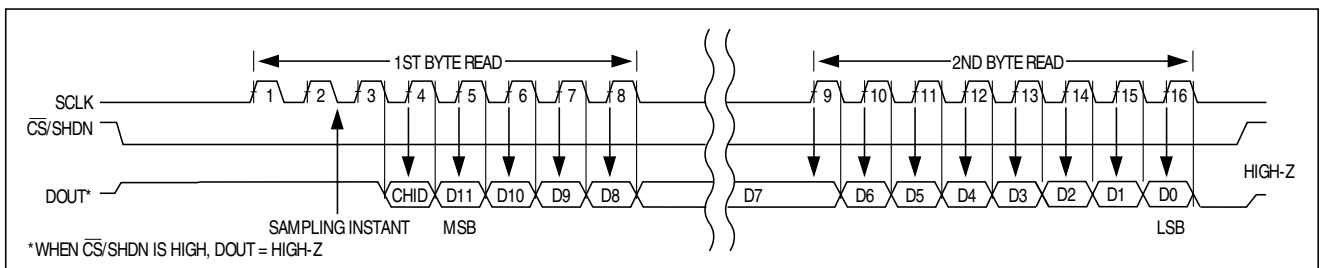 1ST BYTE READ 2ND BYTE READ
SCLK 1 2 3 4 5 6 7 8 9 10 11 12 13 14 15 16
C̅S̅/SHDN
HIGH-Z
DOUT* CHID D11 D10 D9 D8 D7 D6 D5 D4 D3 D2 D1 D0
SAMPLING INSTANT MSB LSB
*WHEN C̅S̅/SHDN IS HIGH, DOUT = HIGH-Z